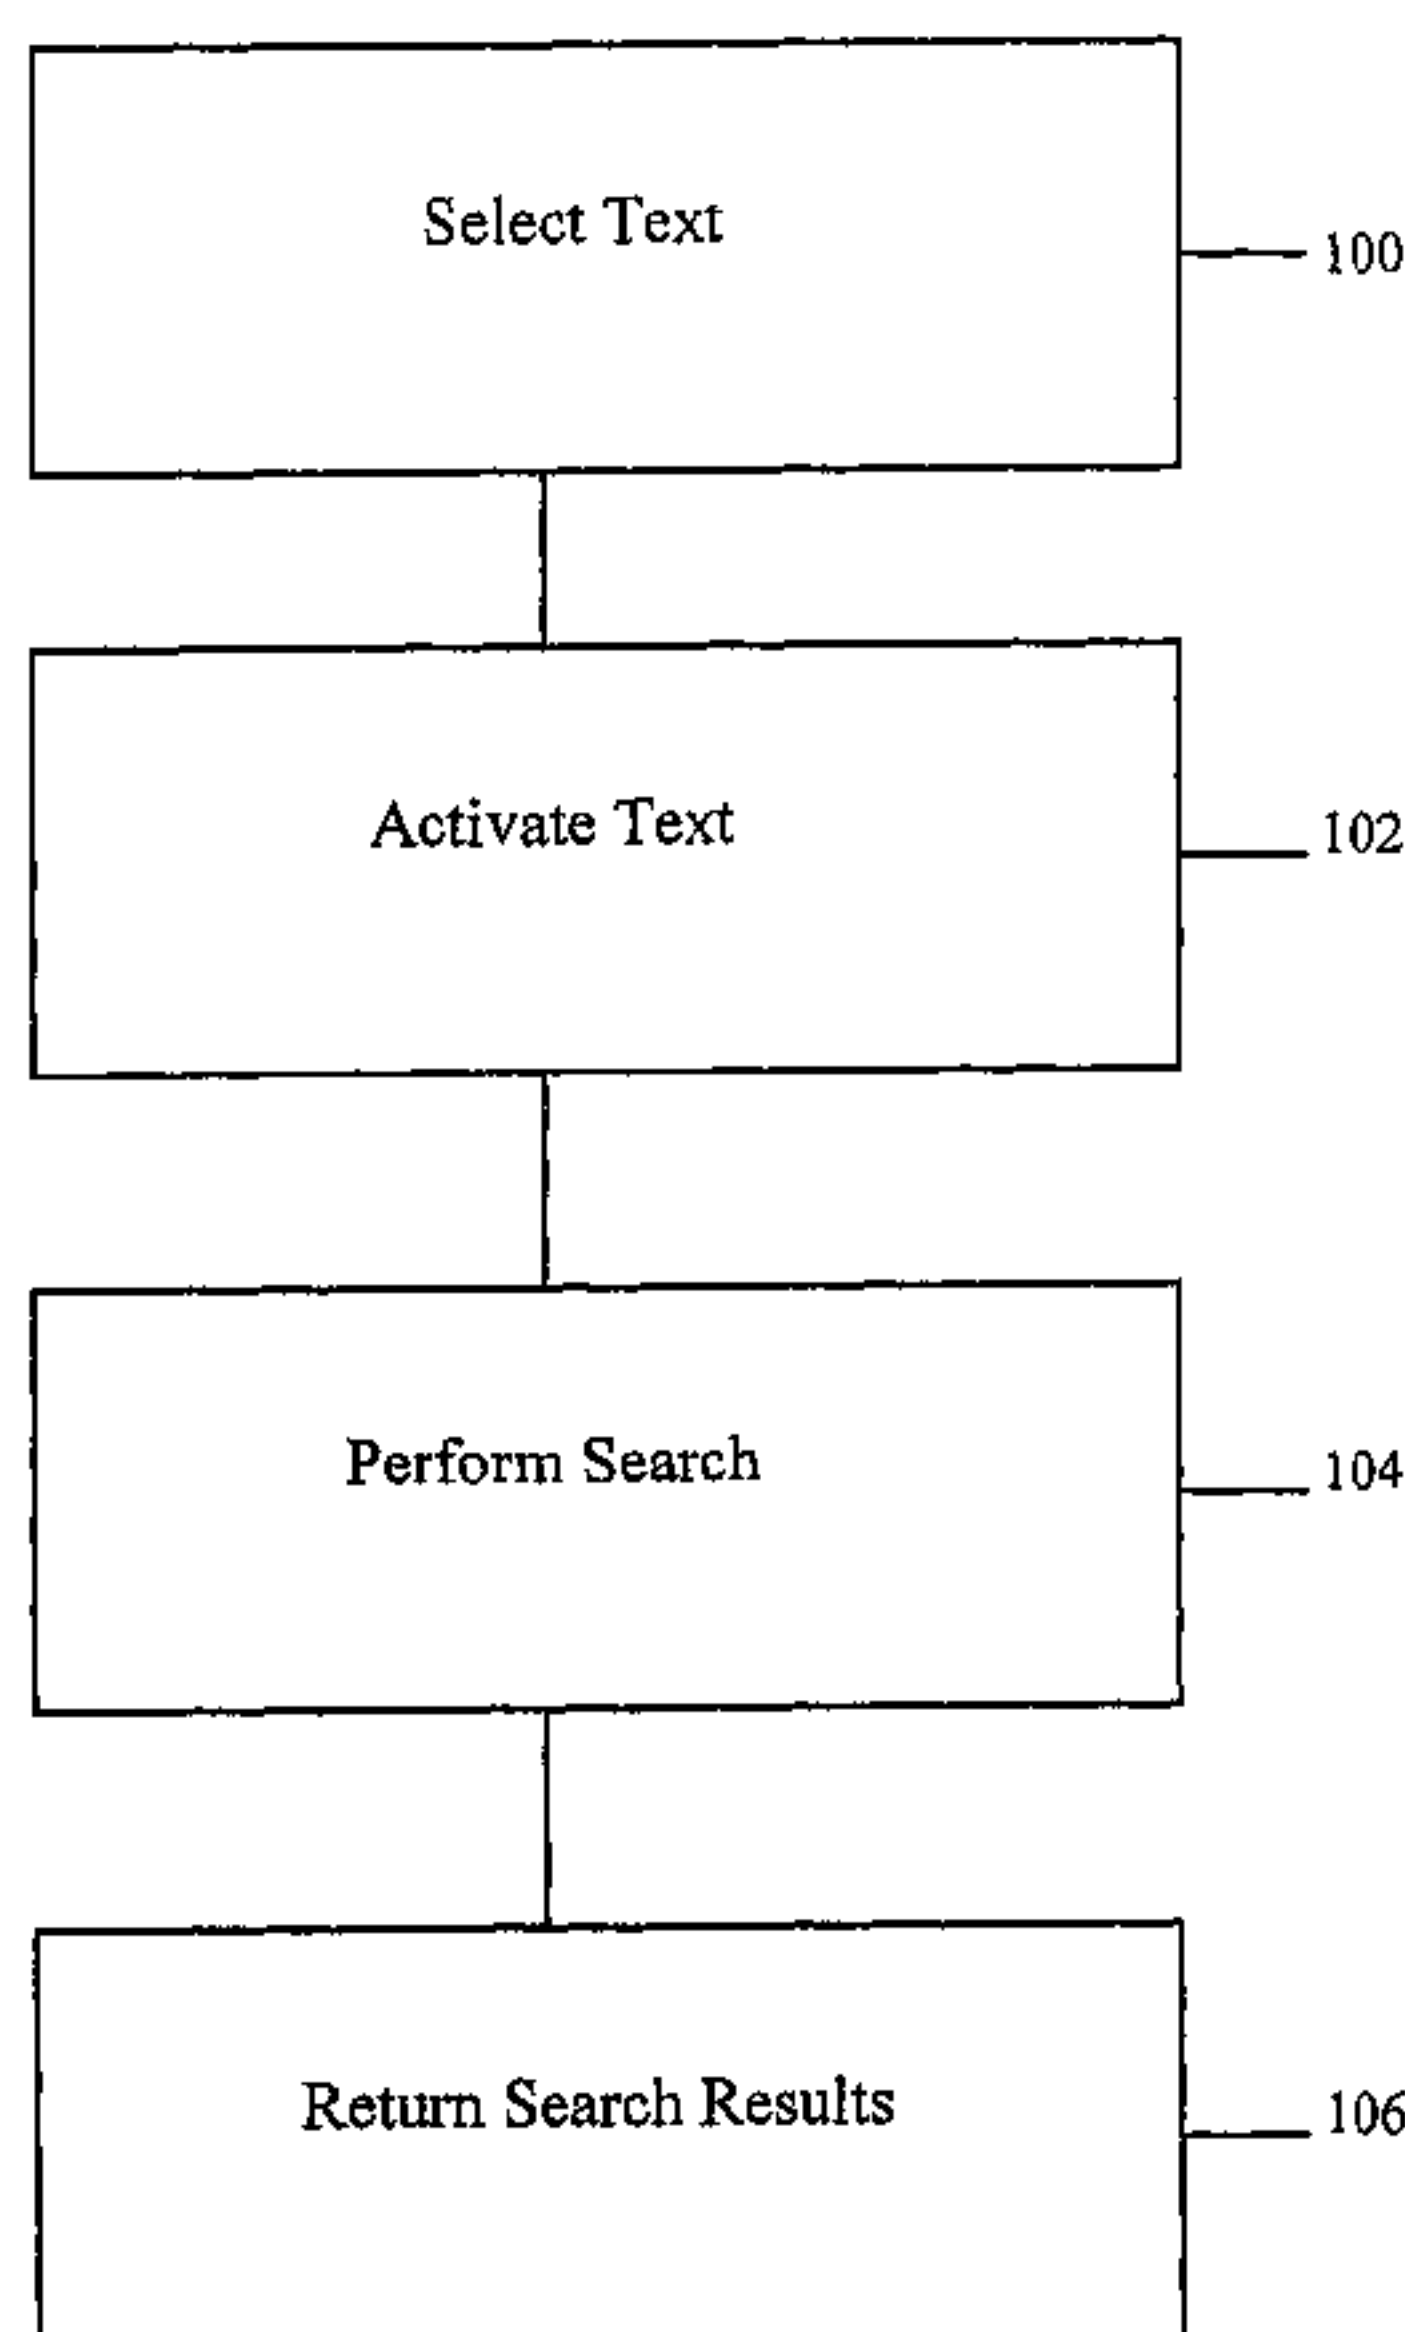 Select Text
100
Activate Text
102
Perform Search
104
Return Search Results
106